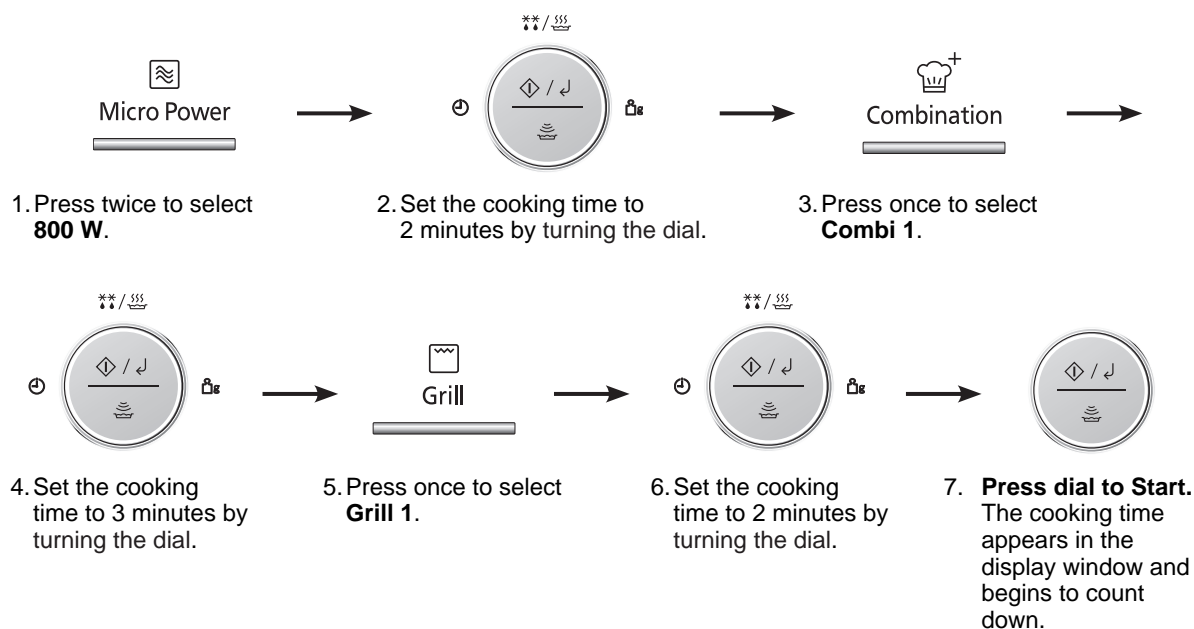 Micro Power
Combination
1. Press twice to select
800 W.
2. Set the cooking time to
2 minutes by turning the dial.
3. Press once to select
Combi 1.
Grill
4. Set the cooking
time to 3 minutes by
turning the dial.
5. Press once to select
Grill 1.
6. Set the cooking
time to 2 minutes by
turning the dial.
7. Press dial to Start.
The cooking time
appears in the
display window and
begins to count
down.